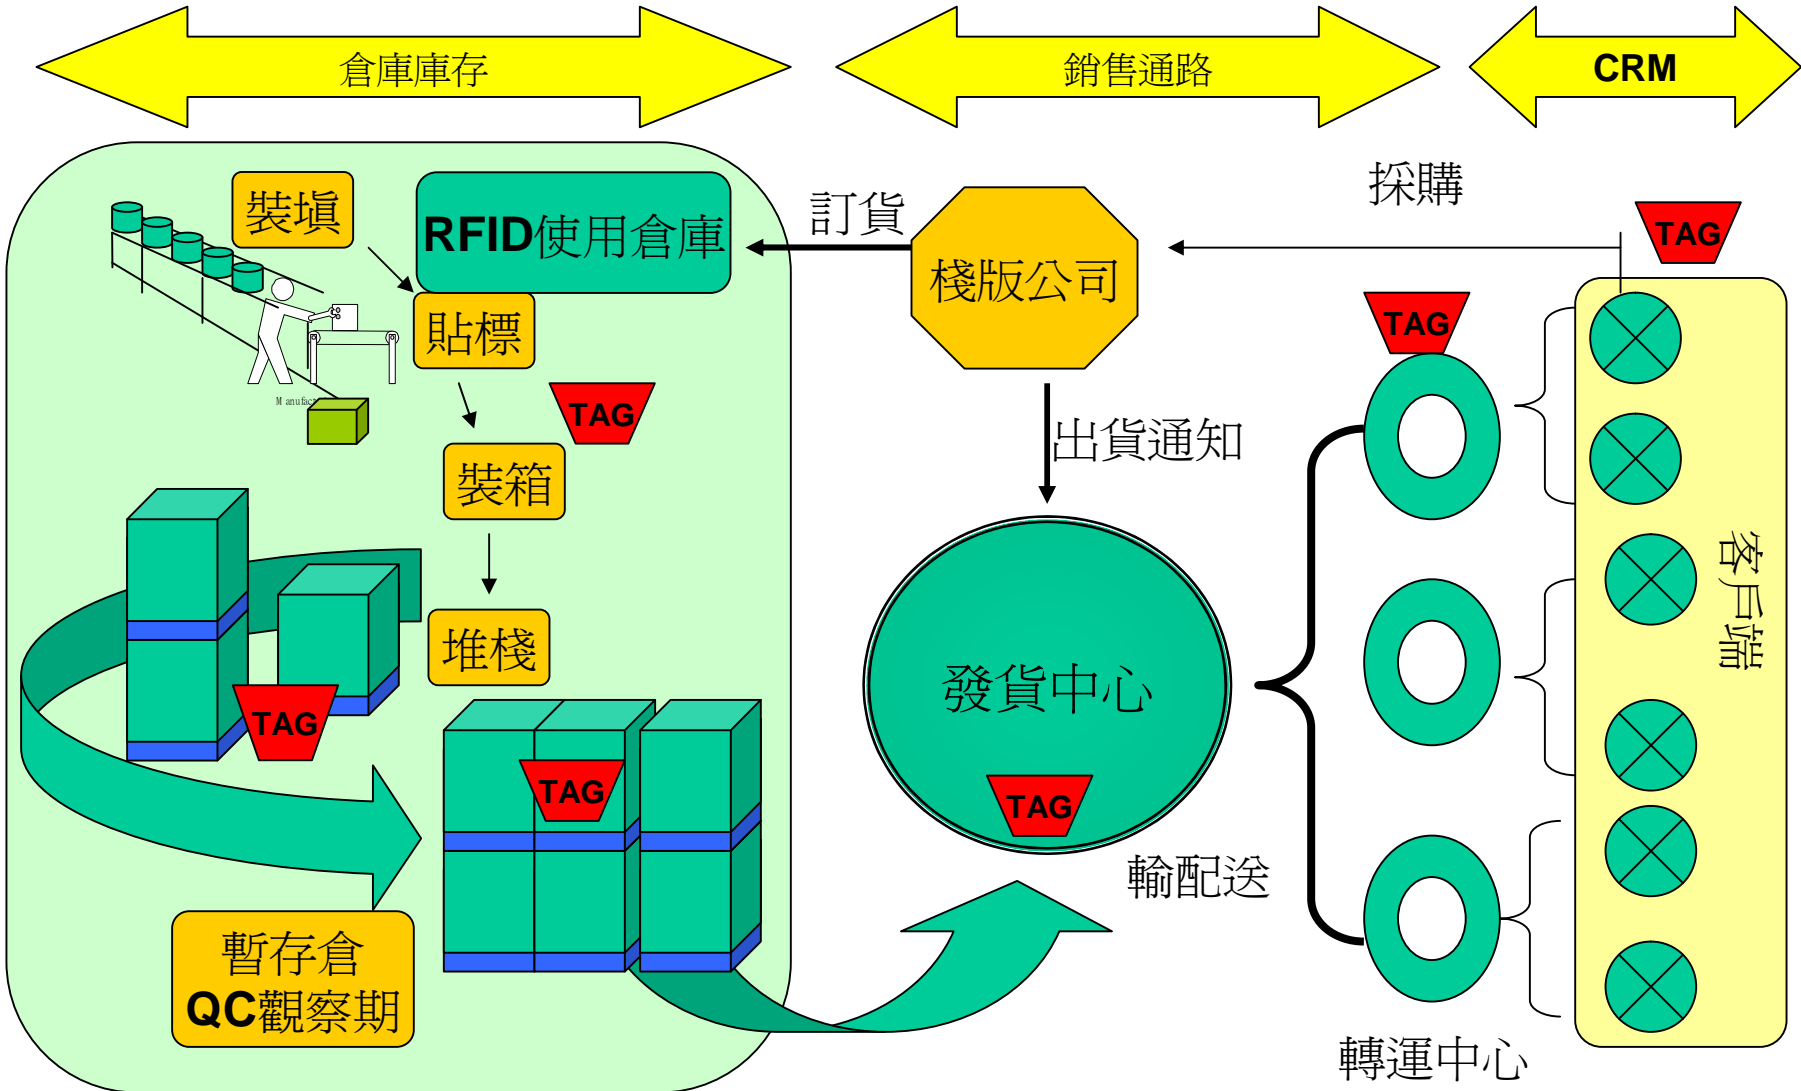 倉庫庫存
銷售通路
CRM
裝填
RFID使用倉庫
訂貨
棧版公司
採購
TAG
TAG
貼標
TAG
出貨通知
裝箱
堆棧
客戶端
發貨中心
TAG
TAG
TAG
輸配送
暫存倉
QC觀察期
轉運中心